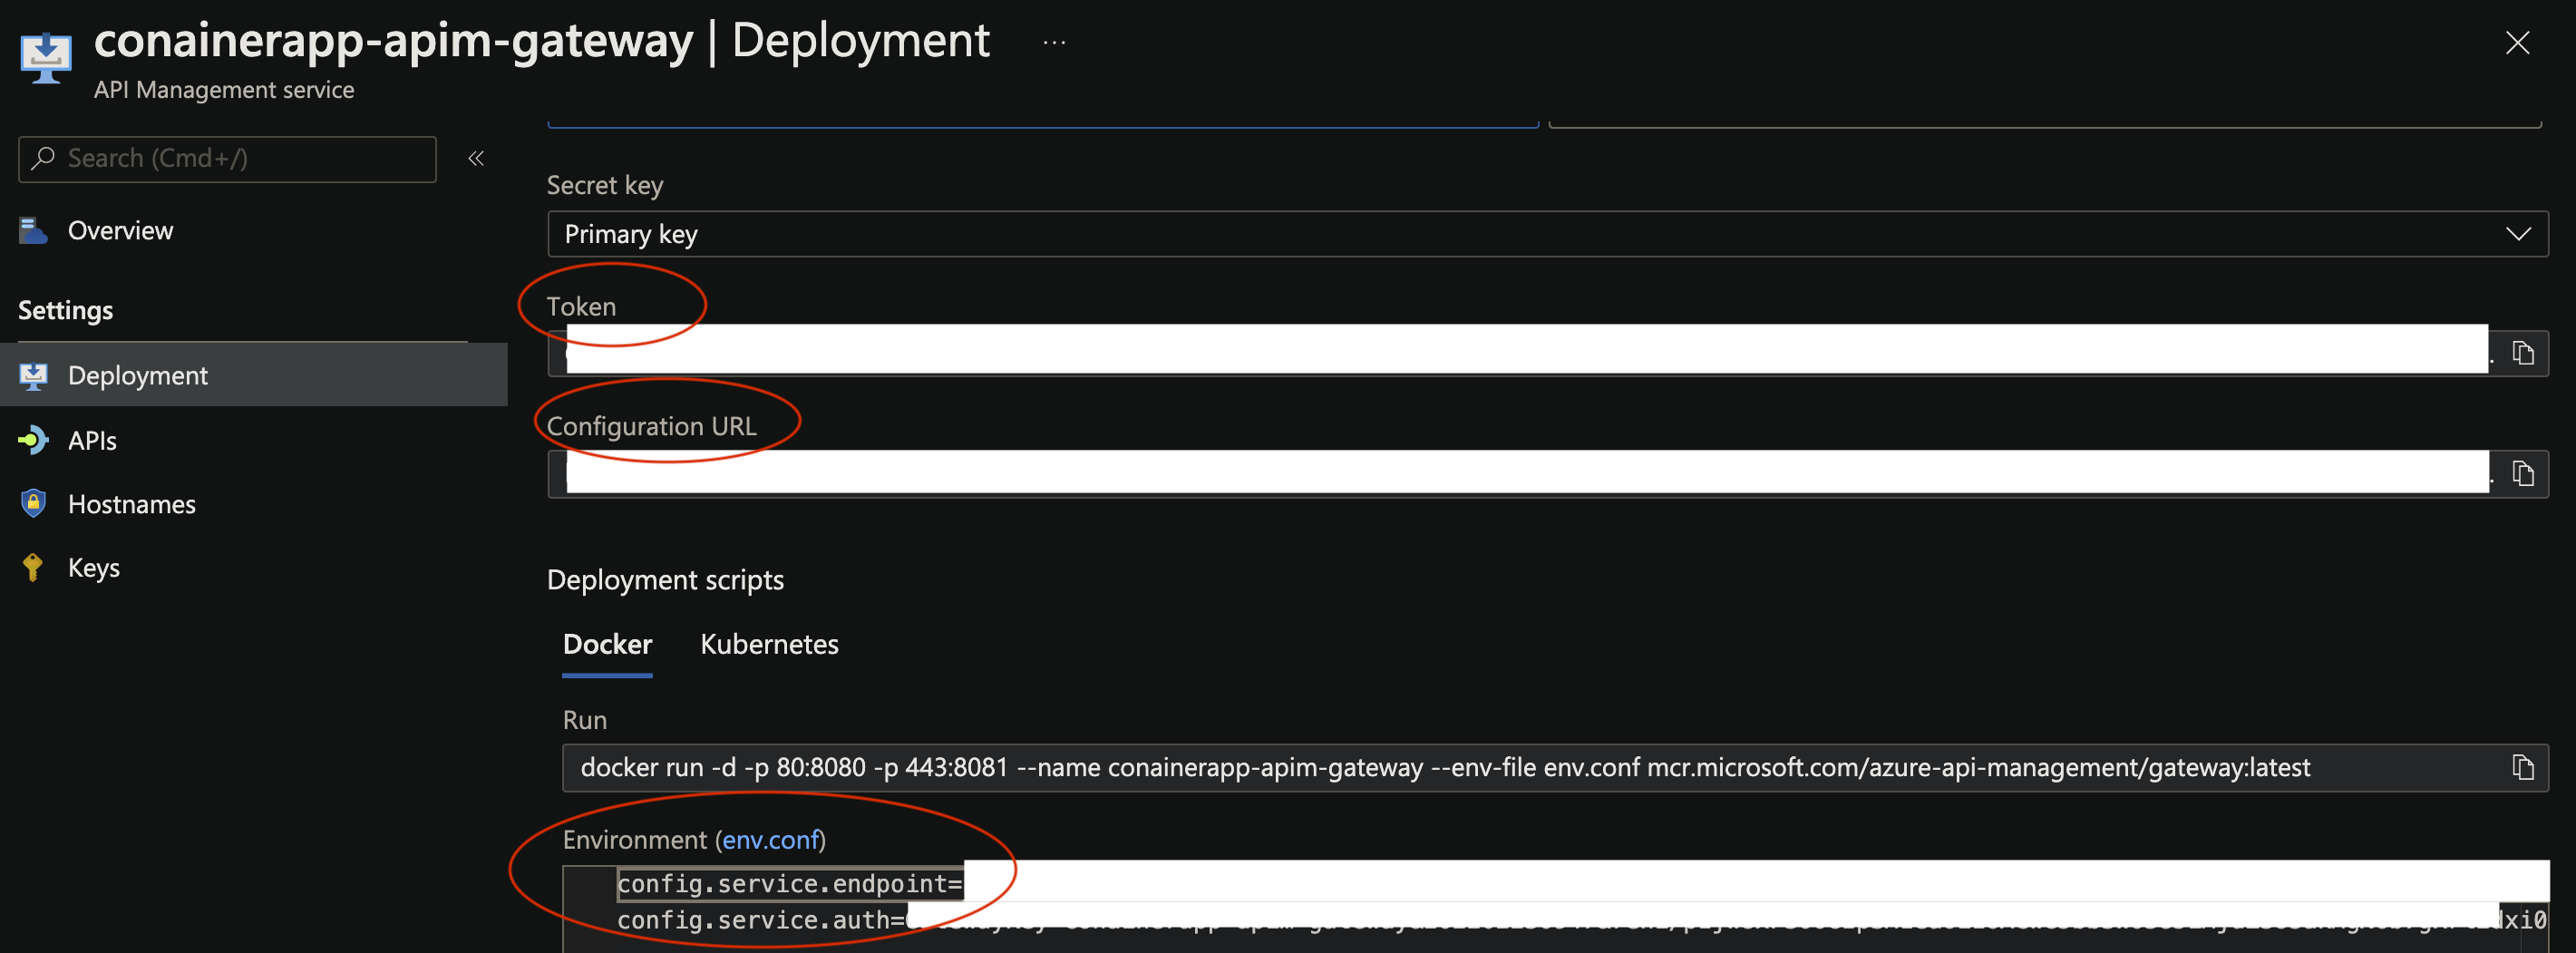 conainerapp-apim-gateway | Deployment ...
API Management service
Search (Cmd+/)
«
Overview
Settings
Deployment
APIs
Hostnames
Keys
Secret key
Primary key
Token
Configuration URL
Deployment scripts
Docker Kubernetes
Run
docker run -d -p 80:8080 -p 443:8081 --name conainerapp-apim-gateway --env-file env.conf mcr.microsoft.com/azure-api-management/gateway:latest
Environment (env.conf)
config.service.endpoint=
config.service.auth=